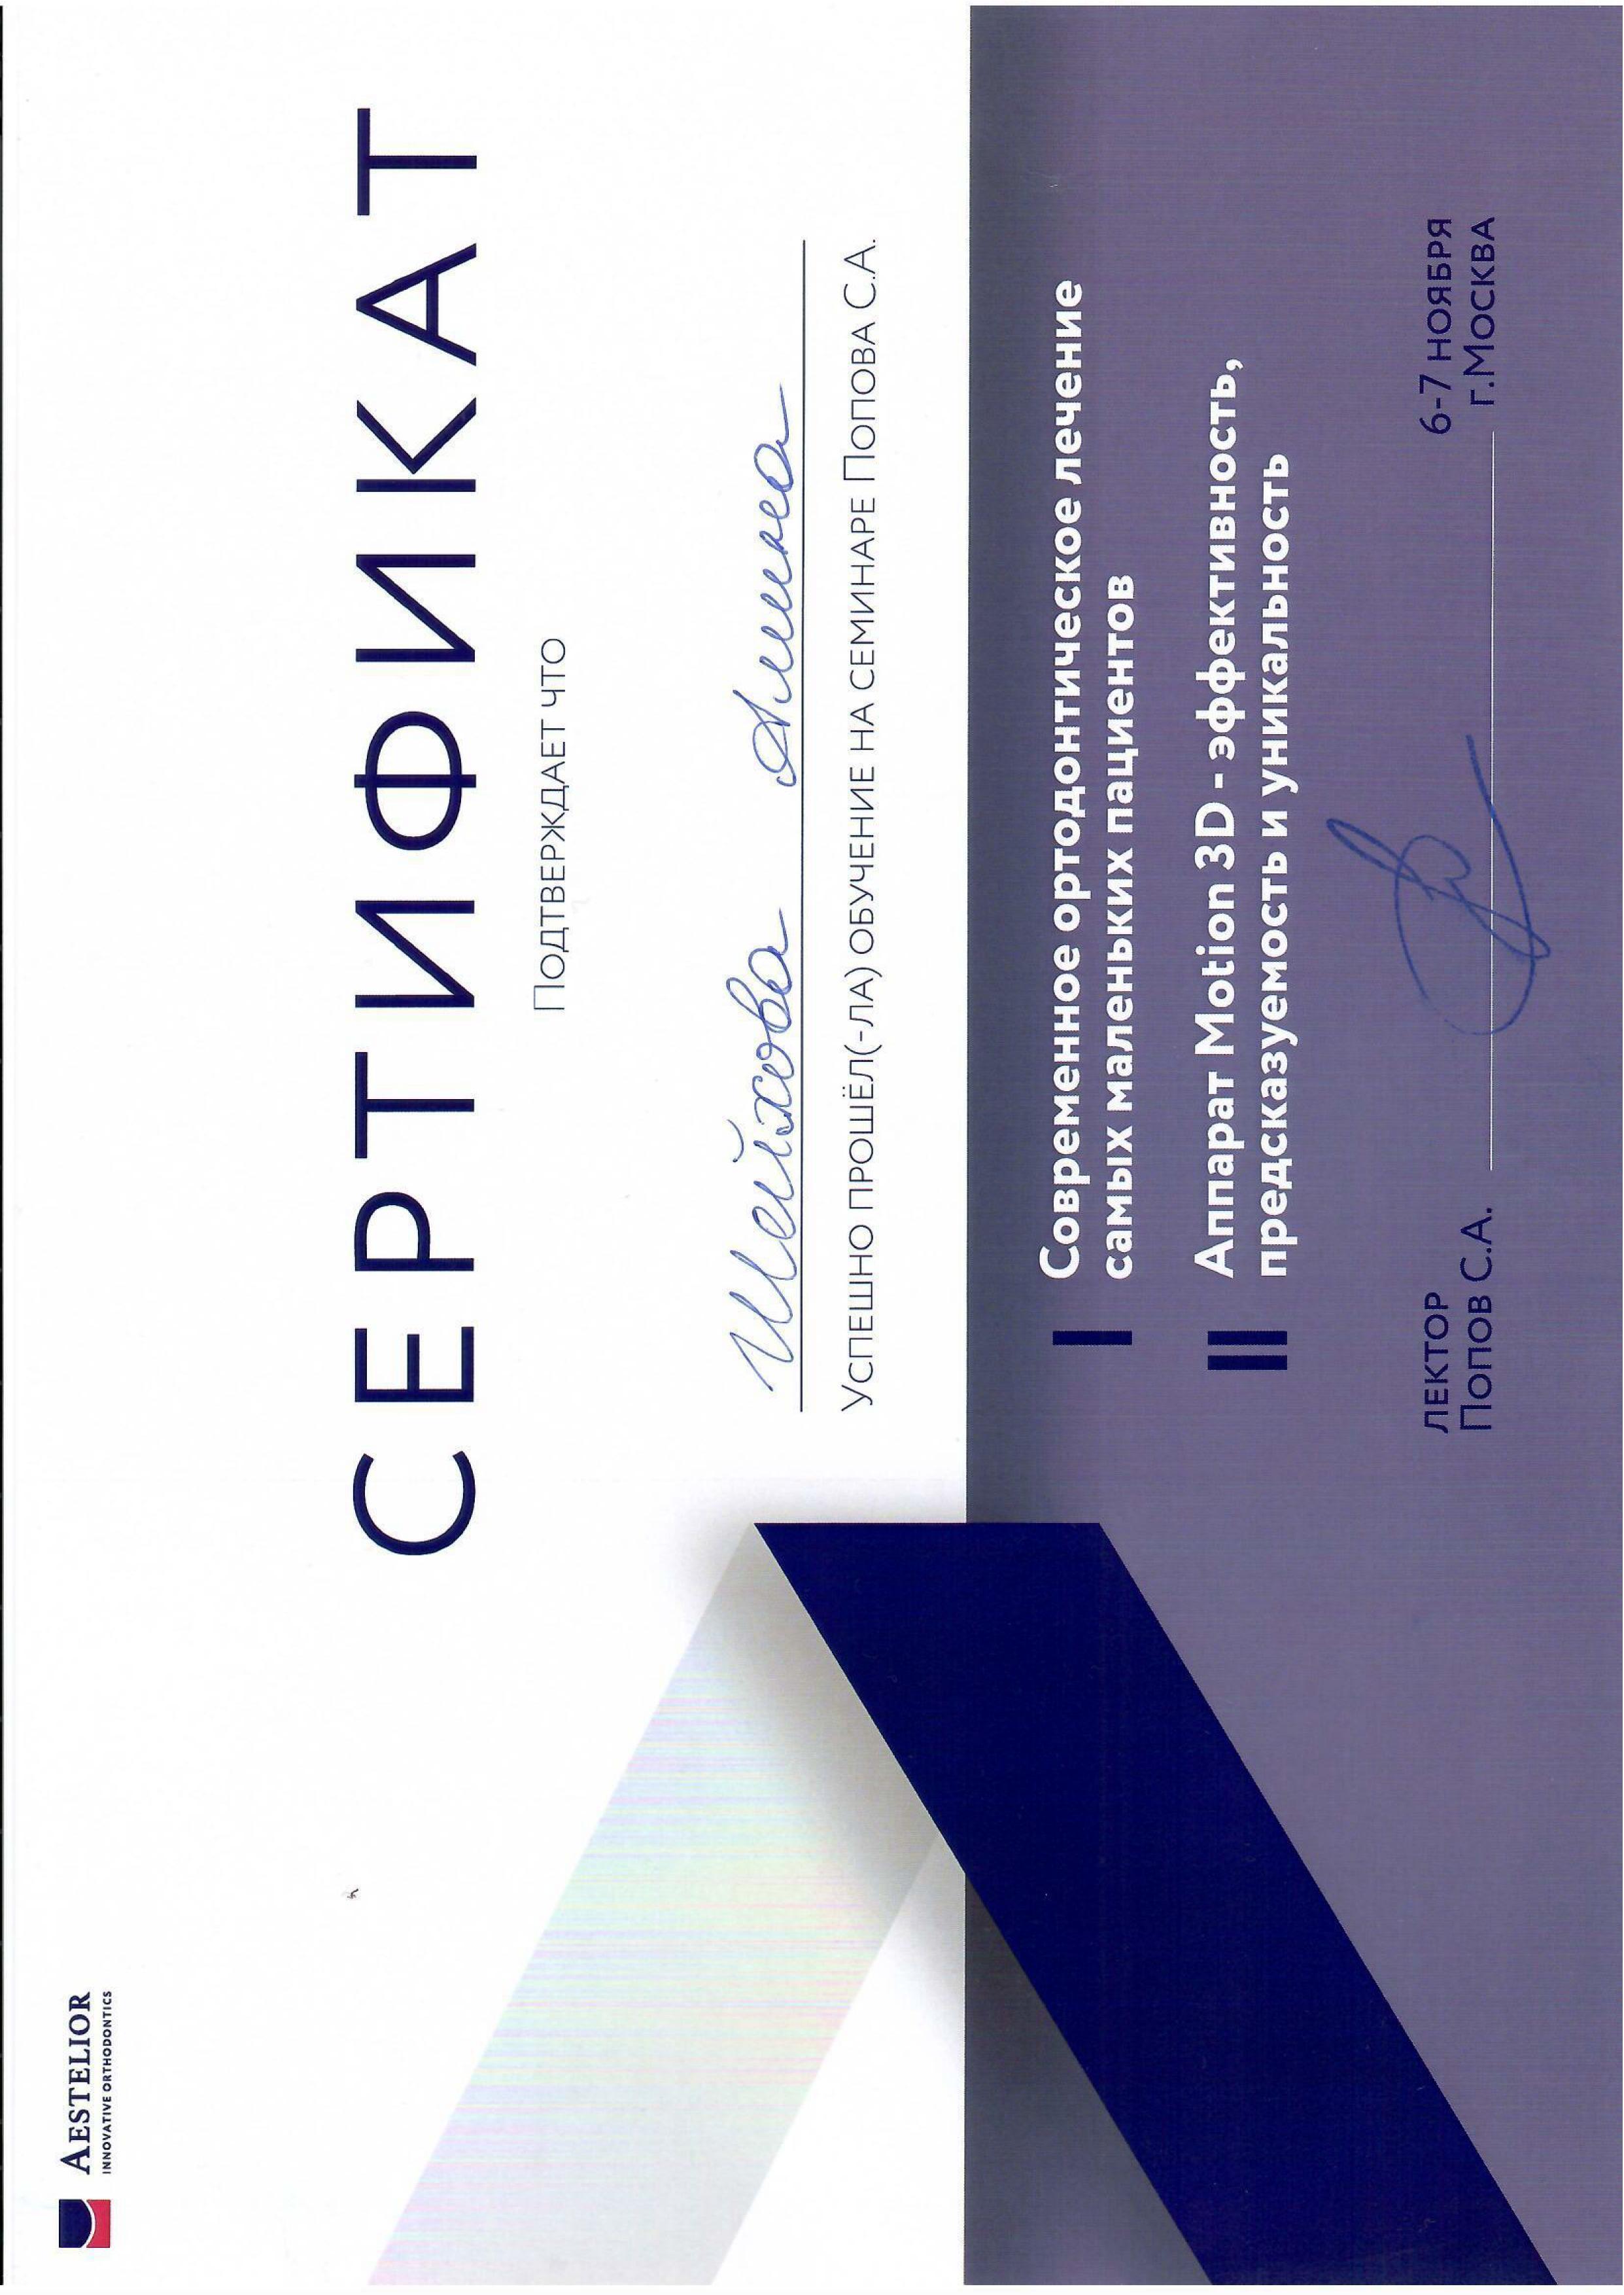 AESTELIOR
INNOVATIVE ORTHODONTICS
СЕРТИФИКАТ
Подтверждает что
Шейхова Алина
Успешно прошёл(-ла) обучение на семинаре Попова С.А.
I Современное ортодонтическое лечение
самых маленьких пациентов
II Аппарат Motion 3D - эффективность,
предсказуемость и уникальность
лектор
Попов С.А.
6-7 ноября
г.Москва